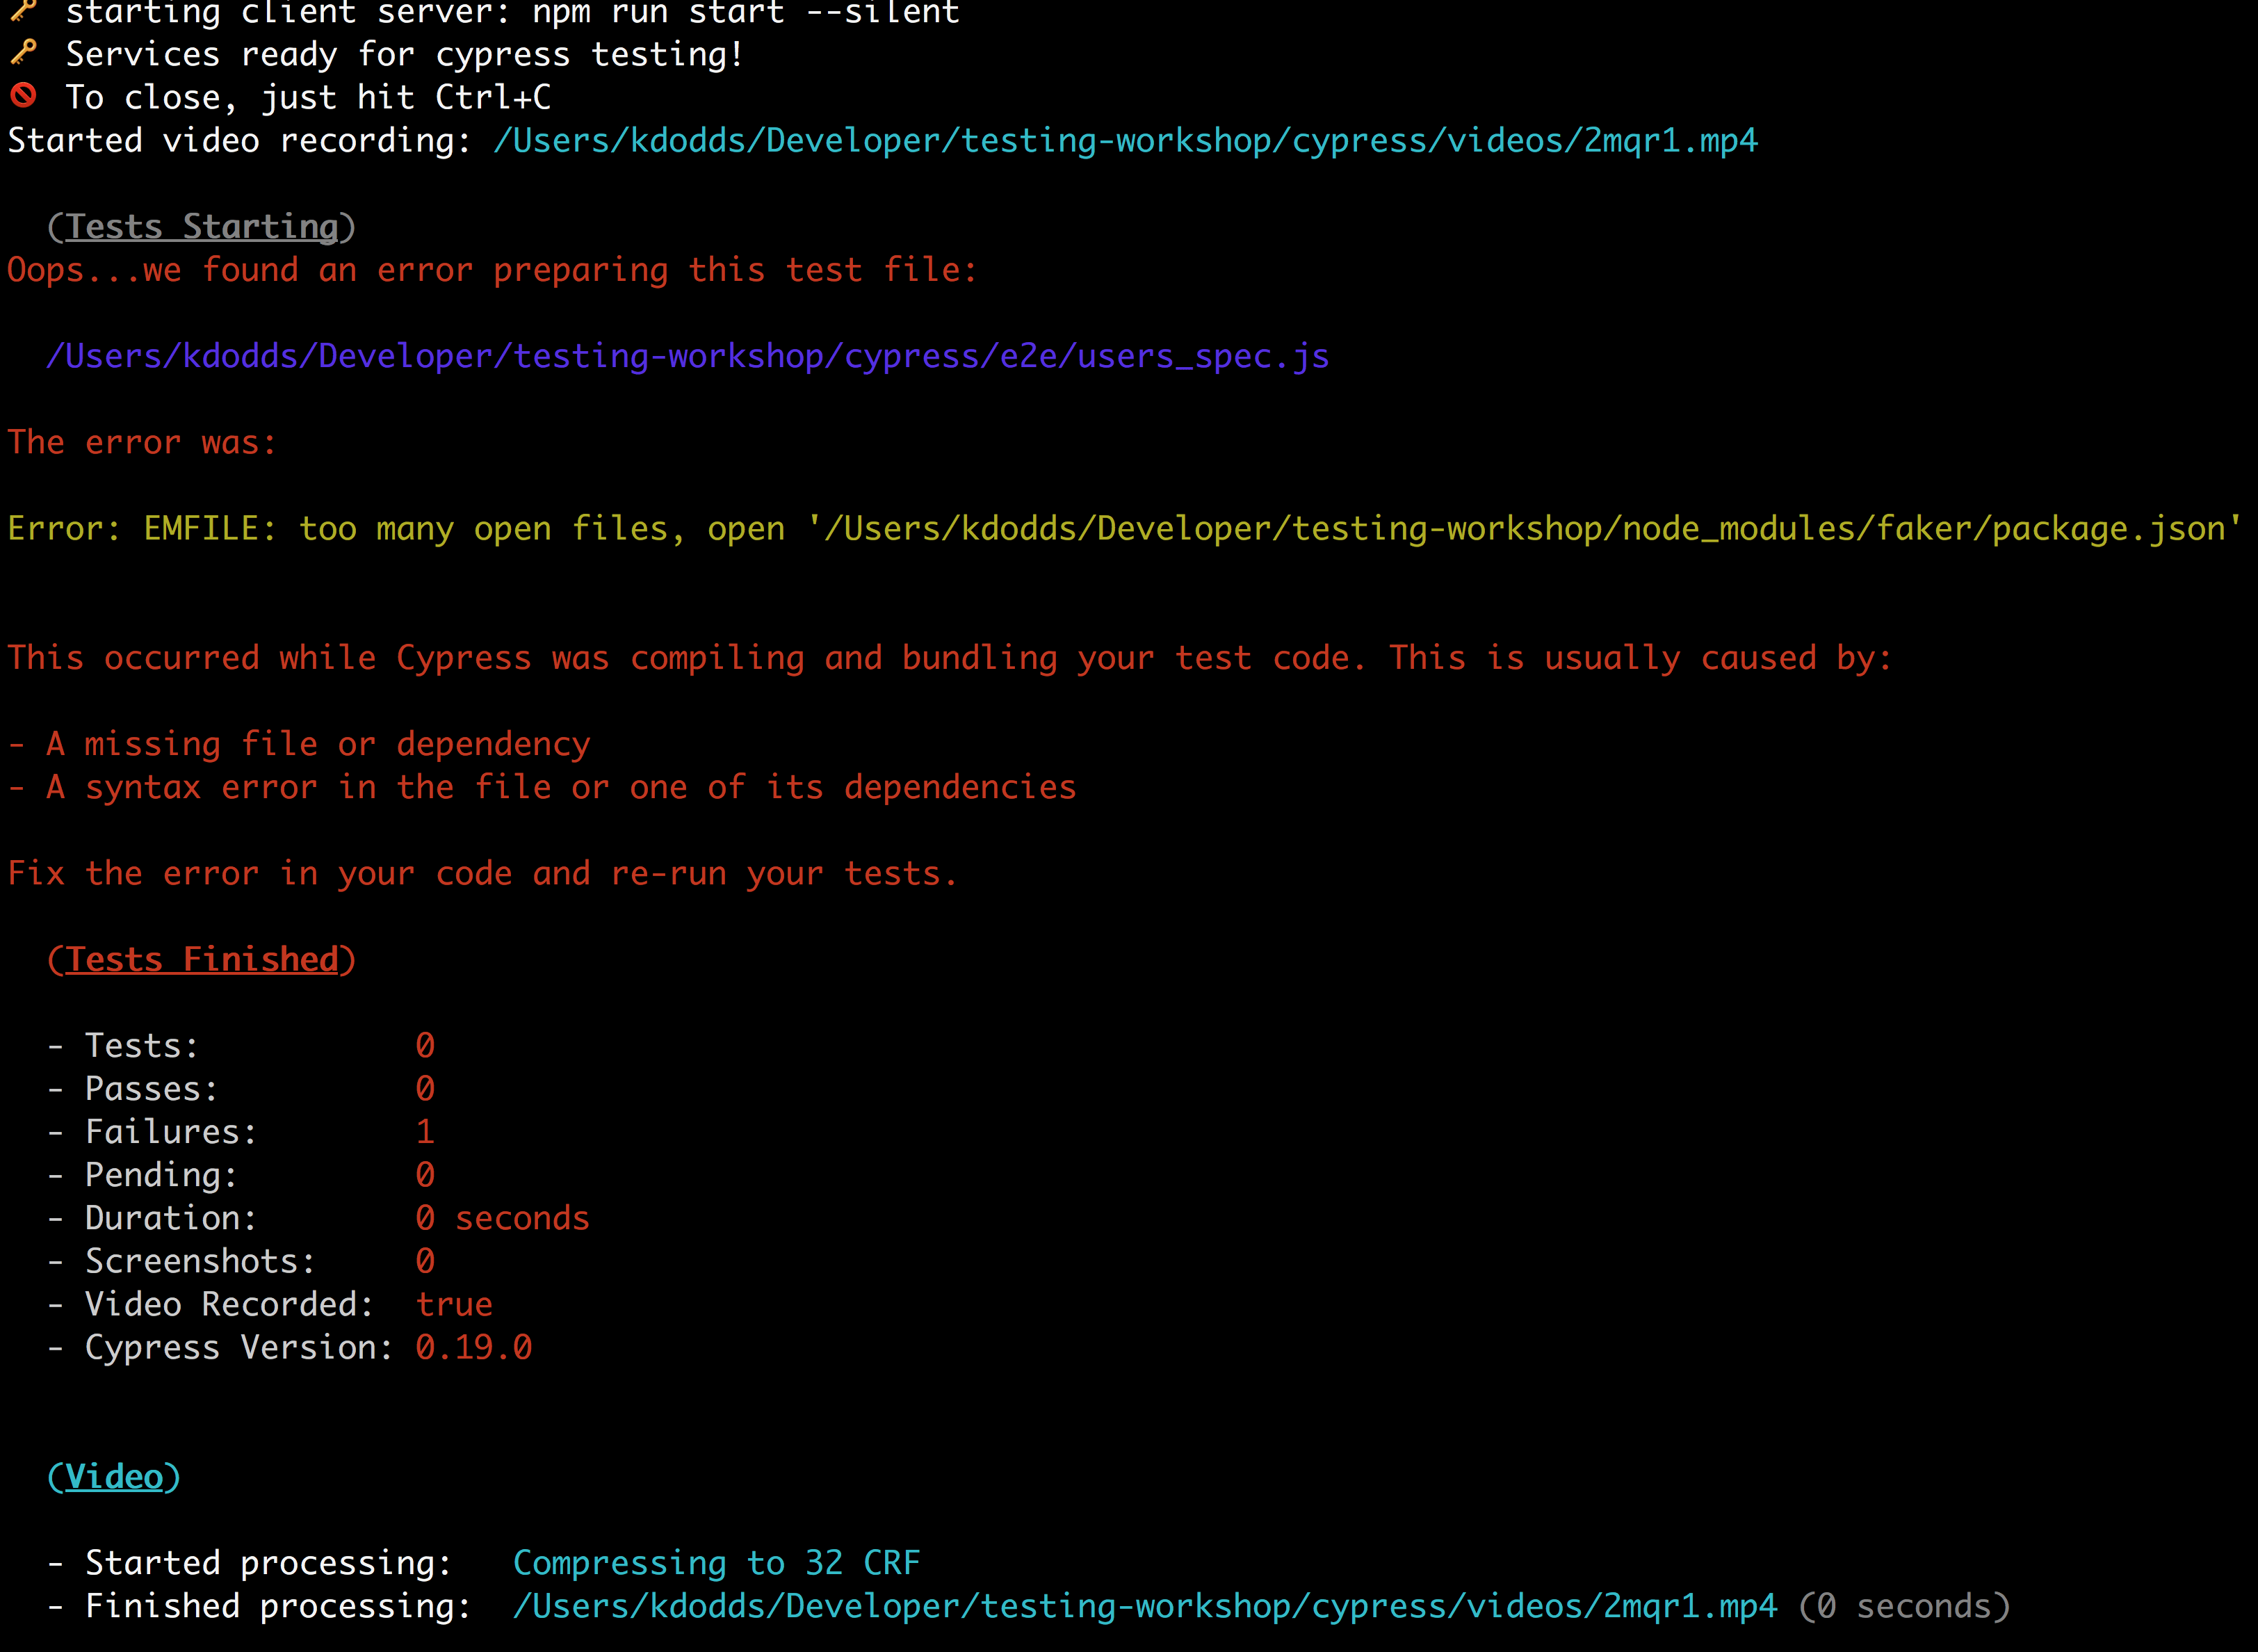 starting client server: npm run start --silent
Services ready for cypress testing!
To close, just hit Ctrl+C
Started video recording: /Users/kdodds/Developer/testing-workshop/cypress/videos/2mqr1.mp4
(Tests Starting)
Oops...we found an error preparing this test file:
/Users/kdodds/Developer/testing-workshop/cypress/e2e/users_spec.js
The error was:
Error: EMFILE: too many open files, open '/Users/kdodds/Developer/testing-workshop/node_modules/faker/package.json'
This occurred while Cypress was compiling and bundling your test code. This is usually caused by:
- A missing file or dependency
- A syntax error in the file or one of its dependencies
Fix the error in your code and re-run your tests.
(Tests Finished)
- Tests: 0
- Passes: 0
- Failures: 1
- Pending: 0
- Duration: 0 seconds
- Screenshots: 0
- Video Recorded: true
- Cypress Version: 0.19.0
(Video)
- Started processing: Compressing to 32 CRF
- Finished processing: /Users/kdodds/Developer/testing-workshop/cypress/videos/2mqr1.mp4 (0 seconds)